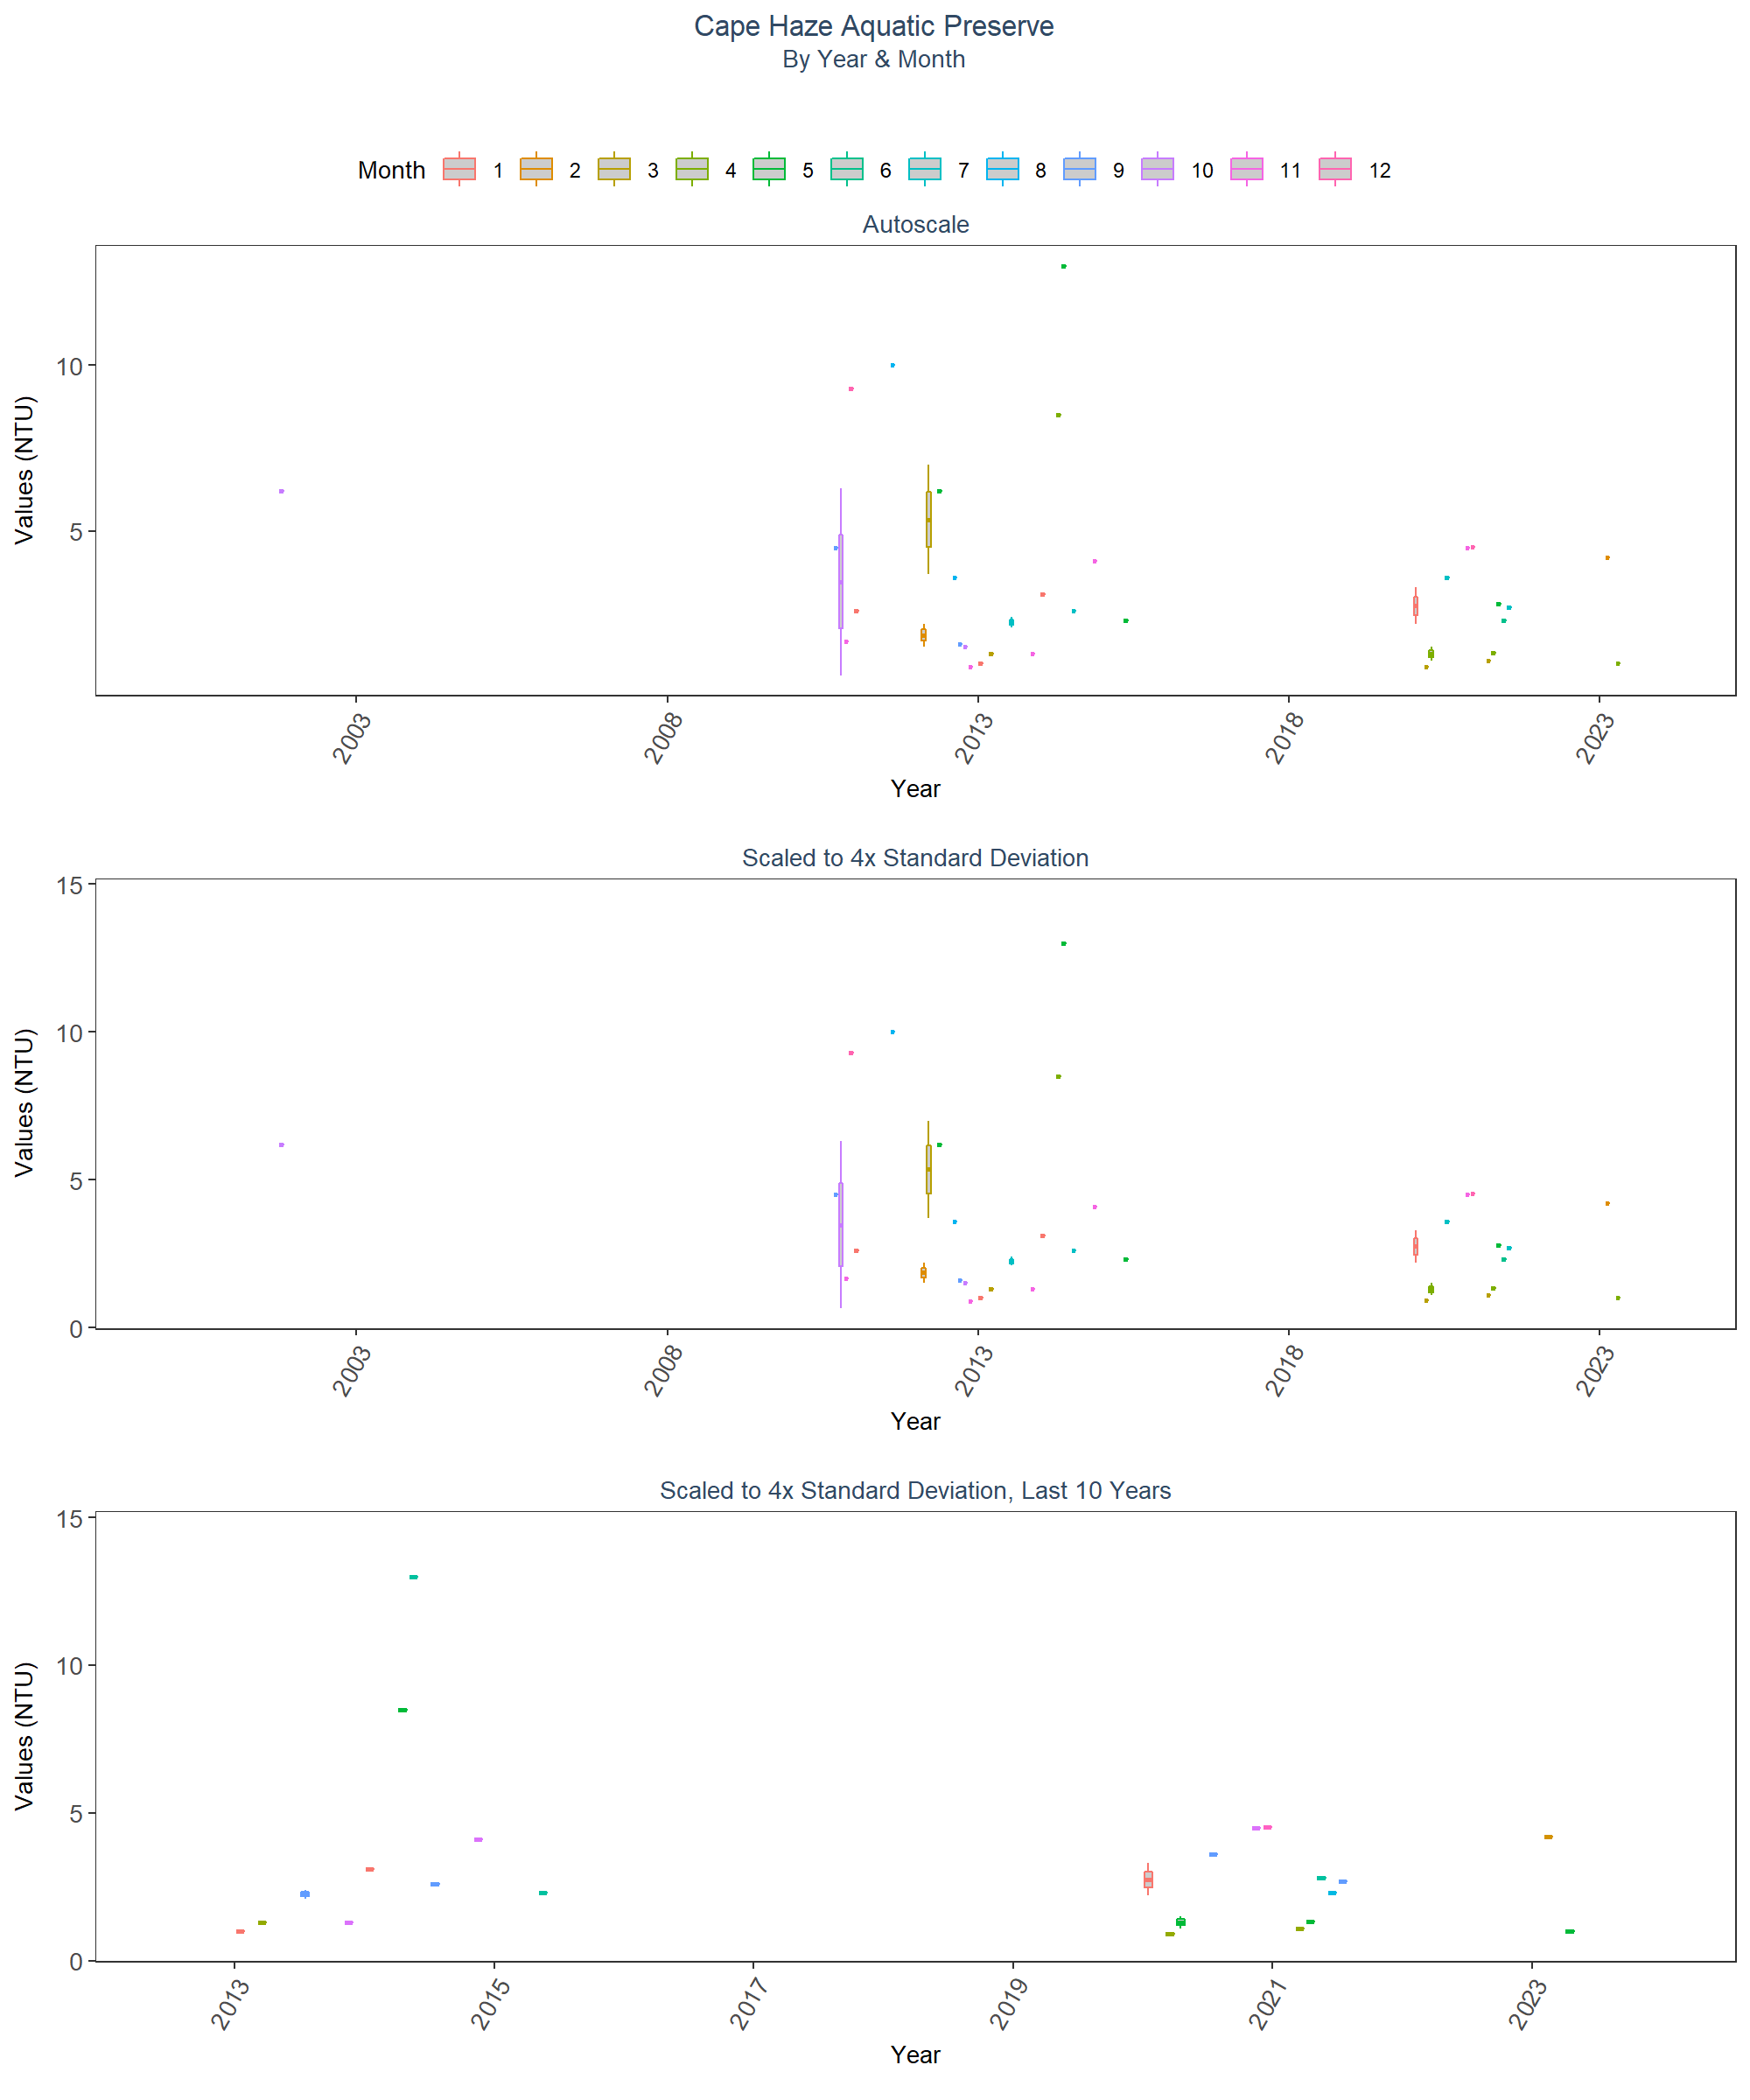 Cape Haze Aquatic Preserve
By Year & Month
Month 1 2 3 4 5 6 7 8 9 10 11 12
Autoscale
Values (NTU)
10
5
2003 2008 2013 2018 2023
Year
Scaled to 4x Standard Deviation
Values (NTU)
15
10
5
0
2003 2008 2013 2018 2023
Year
Scaled to 4x Standard Deviation, Last 10 Years
Values (NTU)
15
10
5
0
2013 2015 2017 2019 2021 2023
Year